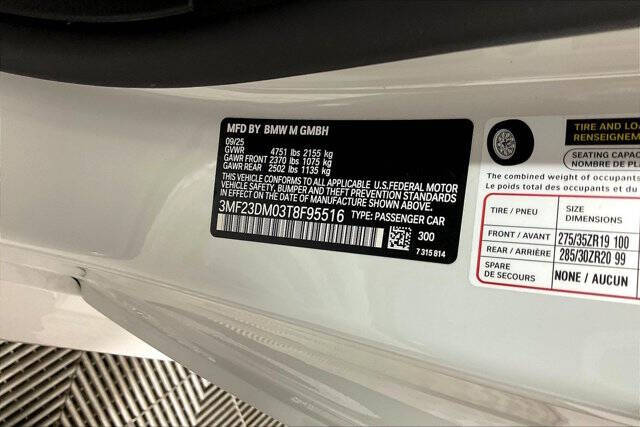 MFD BY BMW M GMBH
09/25
GVWR 4751 lbs 2155 kg
GAWR FRONT 2370 lbs 1075 kg
GAWR REAR 2502 lbs 1135 kg
THIS VEHICLE CONFORMS TO ALL APPLICABLE U.S.FEDERAL MOTOR
VEHICLE SAFETY, BUMPER AND THEFT PREVENTION STANDARDS
IN EFFECT ON THE DATE OF MANUFACTURE SHOWN ABOVE.
3MF23DM03T8F95516 TYPE: PASSENGER CAR
300
7 315 814
TIRE AND LOA
RENSEIGNEM
SEATING CAPAC
NOMBRE DE PL
The combined weight of occupants
Le poids total des occupants et du
TIRE / PNEU SIZE
DIMENSIONS
FRONT / AVANT 275/35ZR19 100
REAR / ARRIÈRE 285/30ZR20 99
SPARE
DE SECOURS NONE / AUCUN